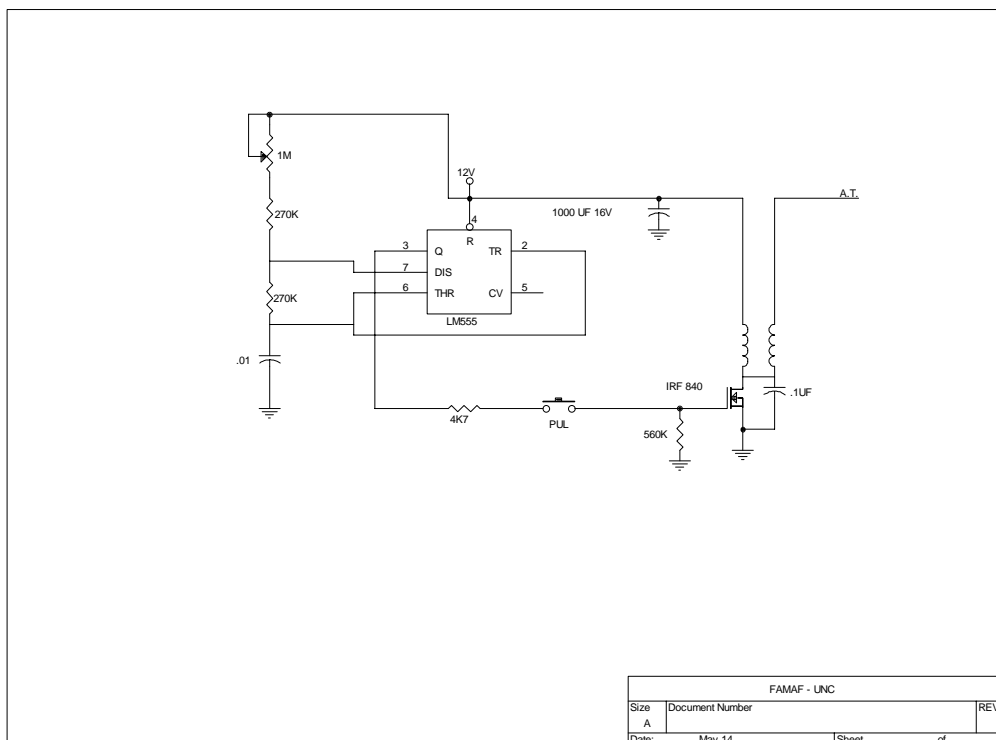 1M
12V
A.T.
4
1000 UF 16V
270K
R
3
Q
TR
2
7
DIS
270K
6
THR
CV
5
LM555
.01
IRF 840
.1UF
4K7
PUL
560K
FAMAF - UNC
Size
Document Number
REV
A
Date:
May 14
Sheet
of